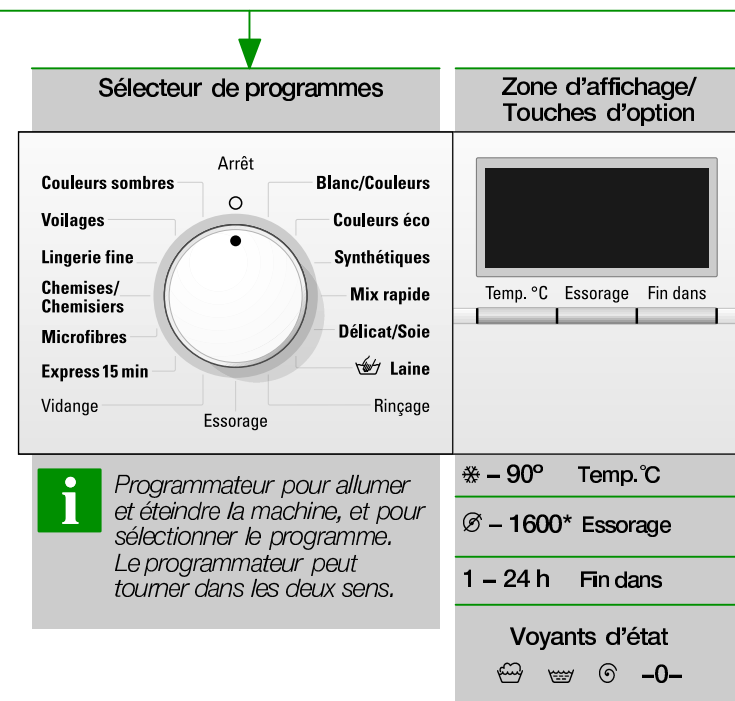 Sélecteur de programmes
Arrêt
Couleurs sombres
Voilages
Lingerie fine
Chemises/
Chemisiers
Microfibres
Express 15 min
Vidange
Essorage
Blanc/Couleurs
Couleurs éco
Synthétiques
Mix rapide
Délicat/Soie
Laine
Rinçage
i
Programmateur pour allumer
et éteindre la machine, et pour
sélectionner le programme.
Le programmateur peut
tourner dans les deux sens.
Zone d'affichage/
Touches d'option
Temp. °C Essorage Fin dans
– 90° Temp.°C
– 1600* Essorage
1 – 24 h Fin dans
Voyants d'état
–0–